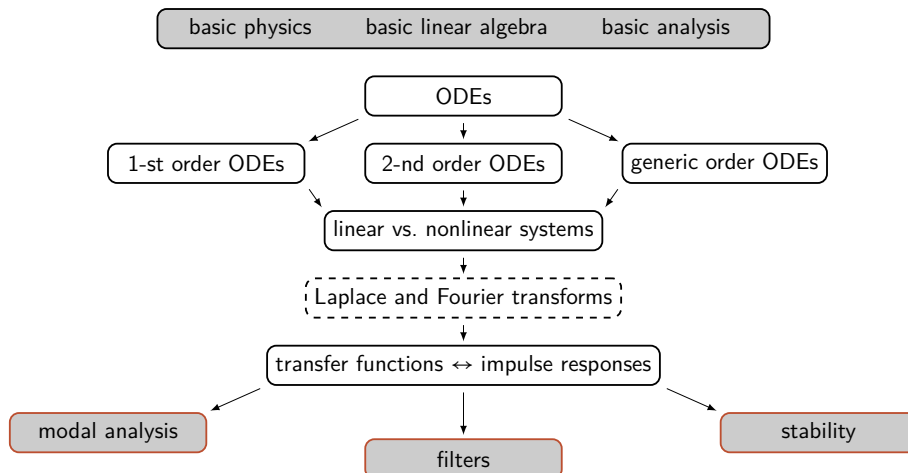 basic physics basic linear algebra basic analysis
ODEs
1-st order ODEs 2-nd order ODEs generic order ODEs
linear vs. nonlinear systems
Laplace and Fourier transforms
transfer functions ↔ impulse responses
modal analysis
filters
stability